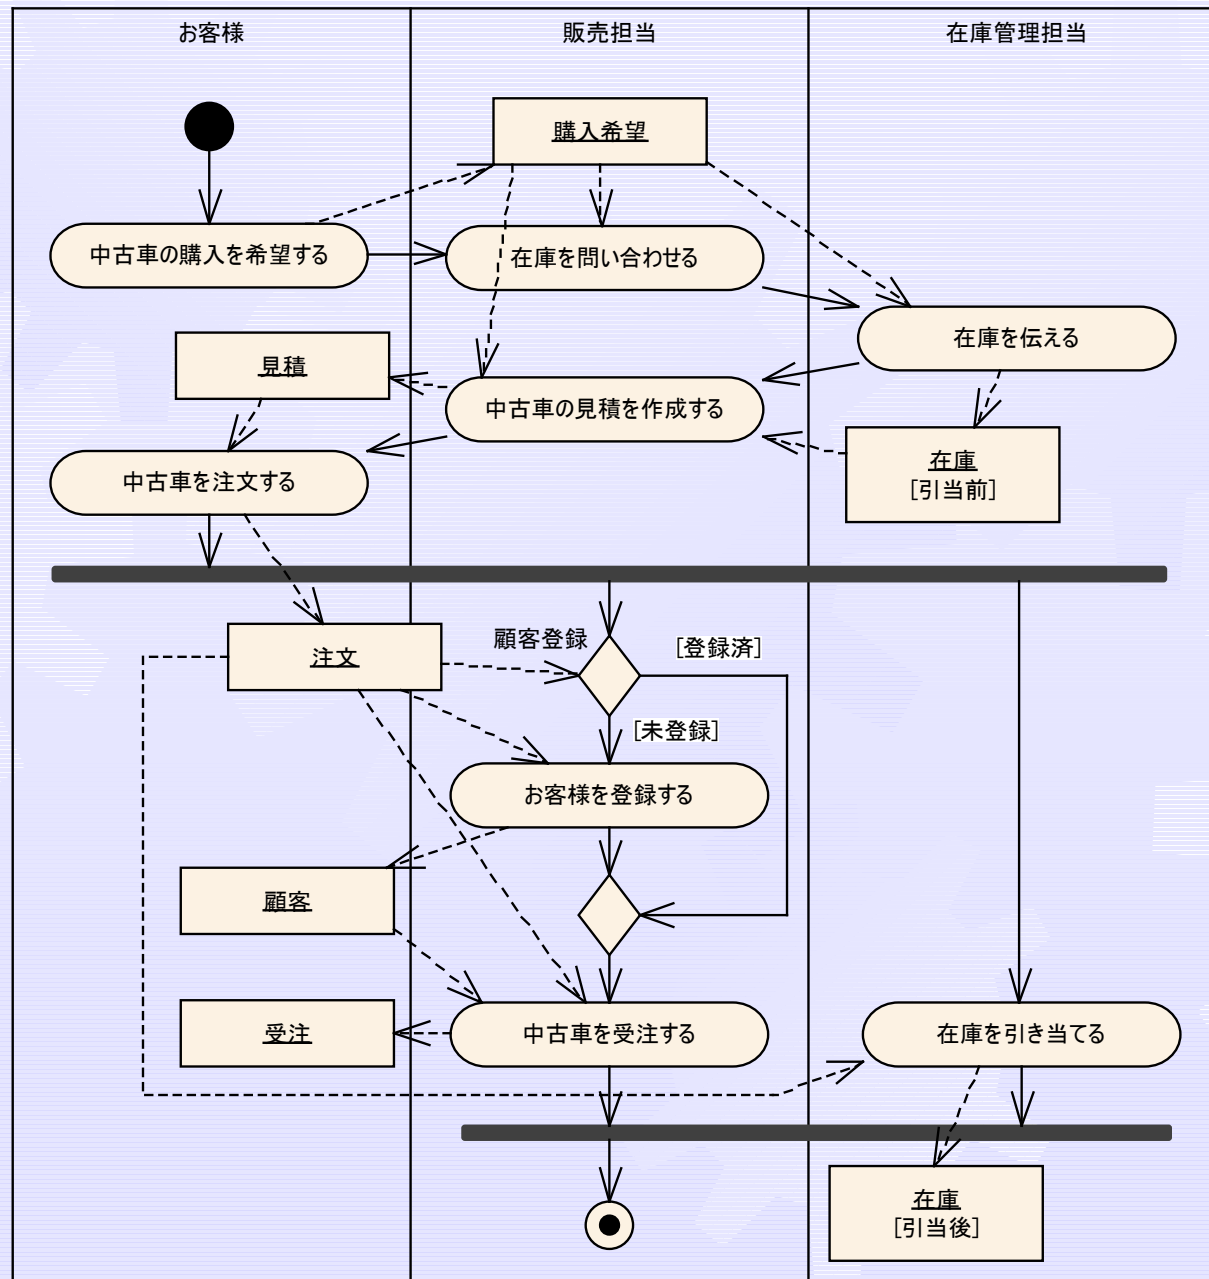 お客様
販売担当
在庫管理担当
購入希望
中古車の購入を希望する
在庫を問い合わせる
在庫を伝える
見積
中古車の見積を作成する
在庫
[引当前]
中古車を注文する
注文
顧客登録
[登録済]
[未登録]
お客様を登録する
顧客
受注
中古車を受注する
在庫を引き当てる
在庫
[引当後]